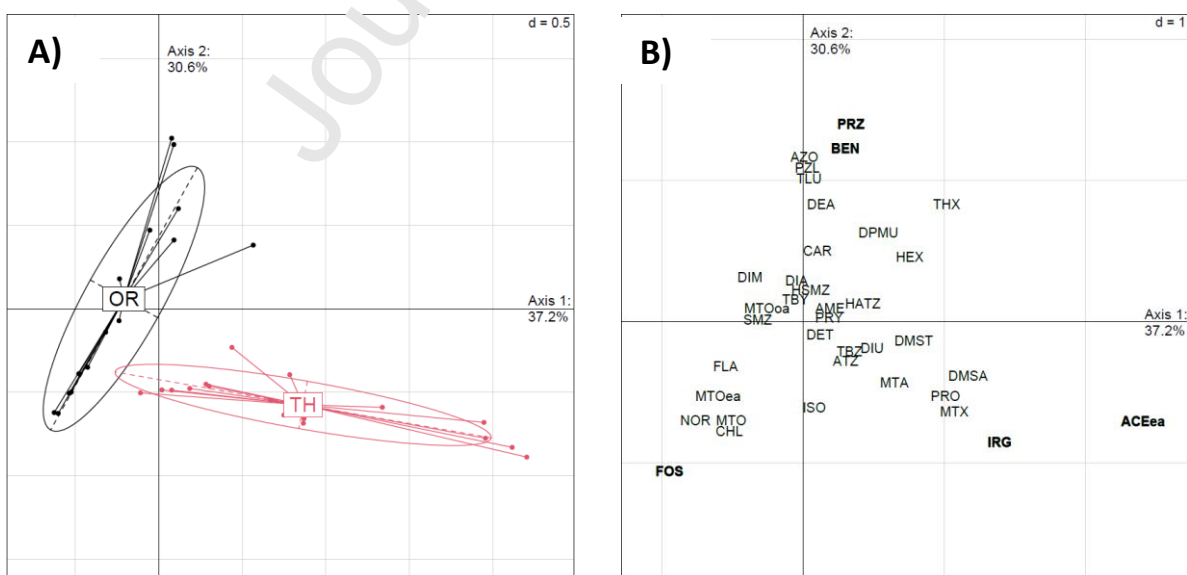 Jou
A)
d = 0.5
Axis 2:
30.6%
OR
Axis 1:
37.2%
TH
B)
d = 1
Axis 2:
30.6%
PRZ
BEN
AZO
PZL
TLU
DEA
THX
DPMU
CAR
HEX
DIM
DIA
HSMZ
TBY
HATZ
MTOoa
AME
PRY
SMZ
Axis 1:
37.2%
DET
DMST
DIU
TBZ
ATZ
FLA
DMSA
MTA
MTOea
PRO
ISO
MTX
NOR
MTO
CHL
ACEea
IRG
FOS